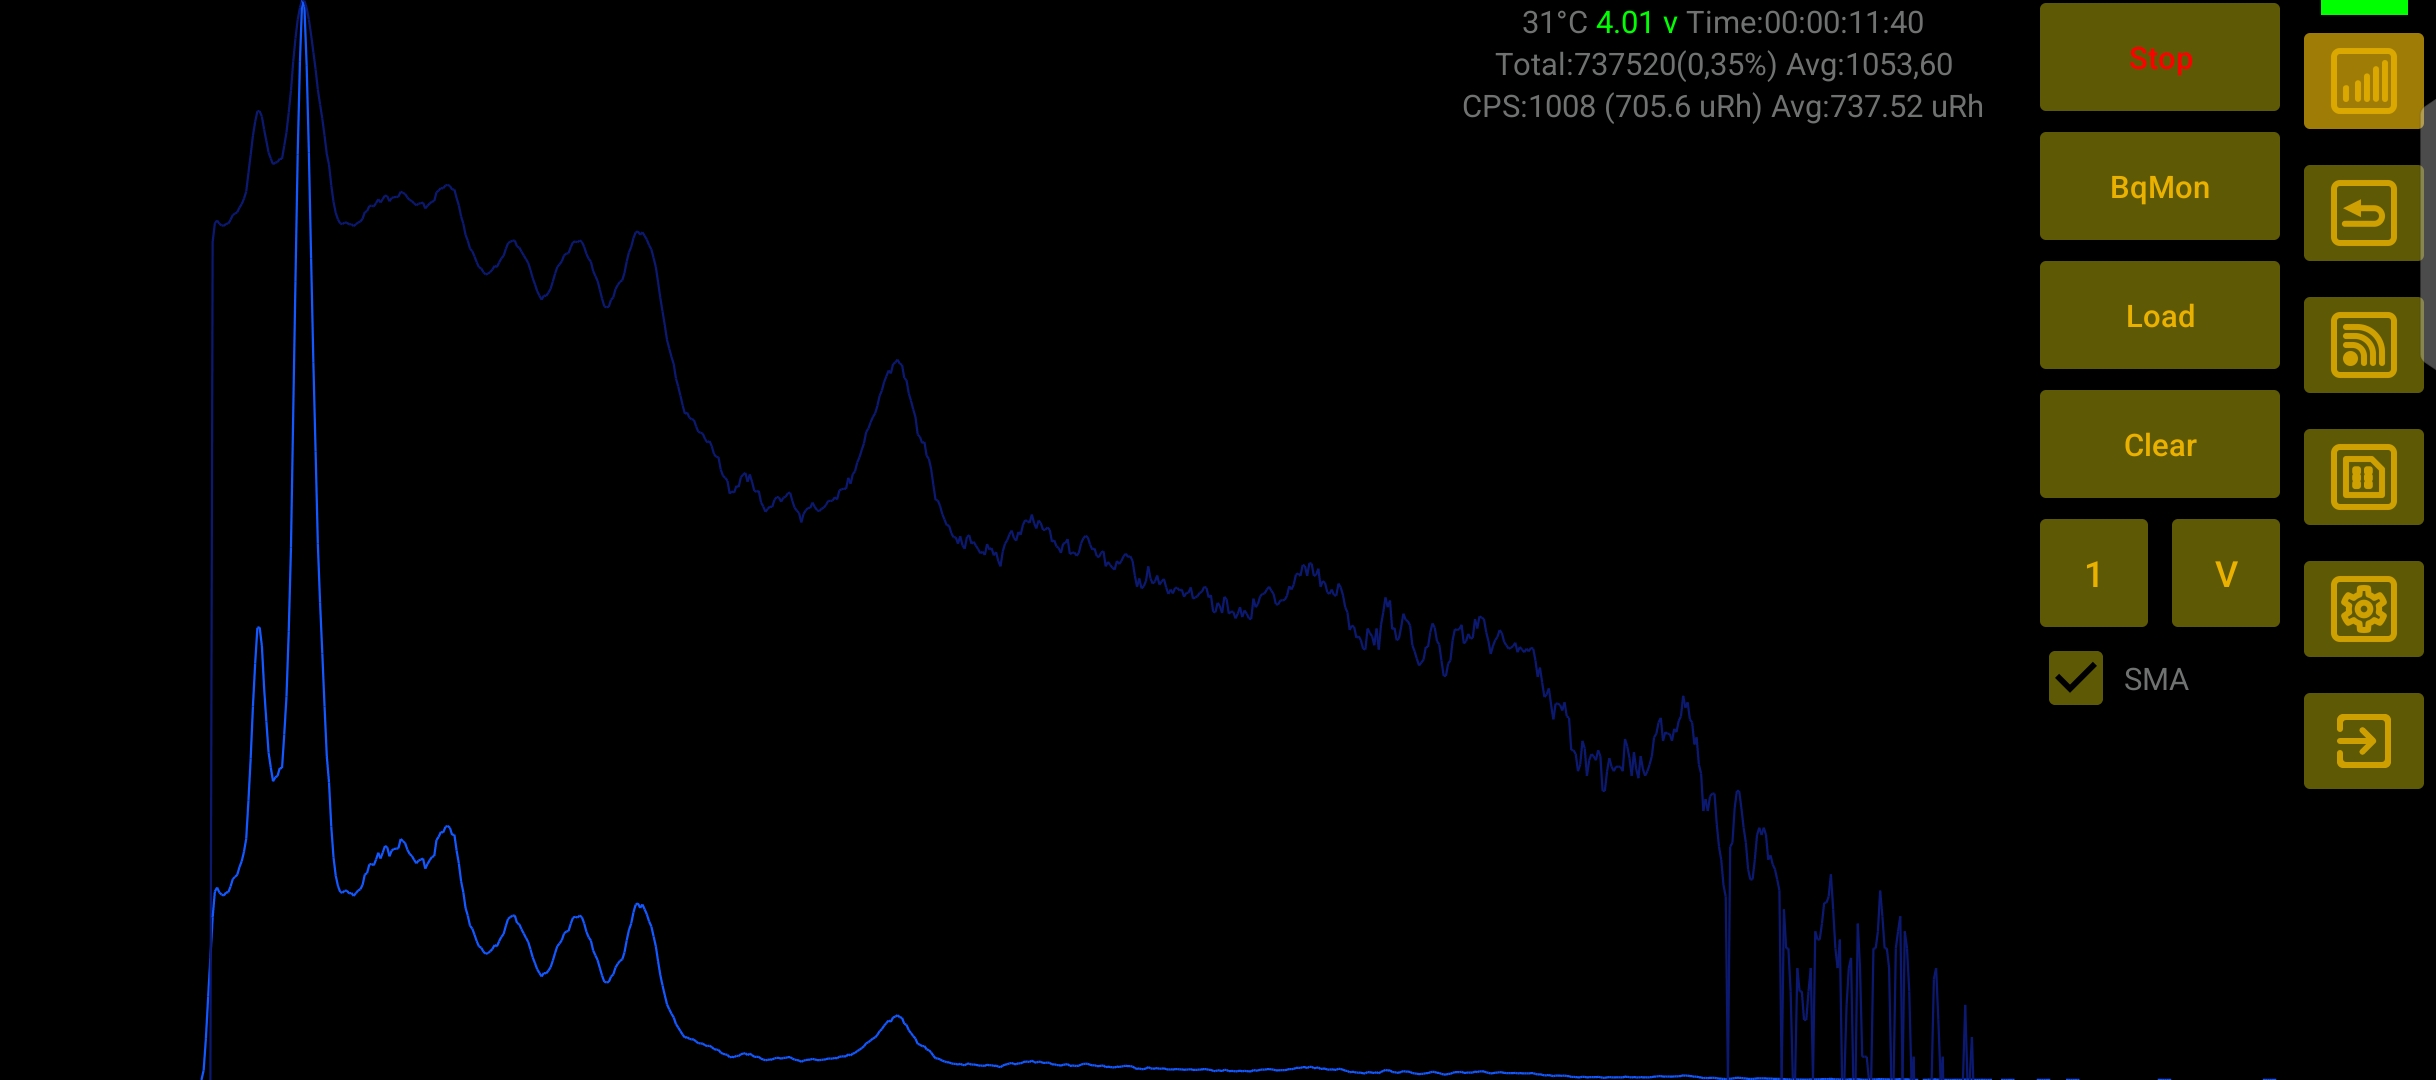 31°C 4.01 v Time:00:00:11:40
Total:737520(0,35%) Avg:1053,60
CPS:1008 (705.6 uRh) Avg:737.52 uRh
Stop
BqMon
Load
Clear
1 V
SMA